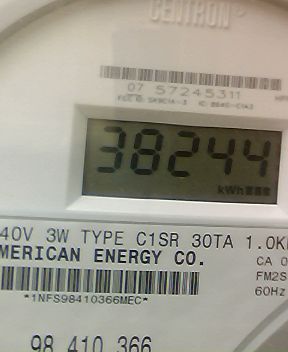 CENTRON®
07 57245311
38244
kWh
40V 3W TYPE C1SR 30TA 1.0K
MERICAN ENERGY CO.
CA 0
FM2S
*1NFS98410366MEC*
60Hz
98 410 366